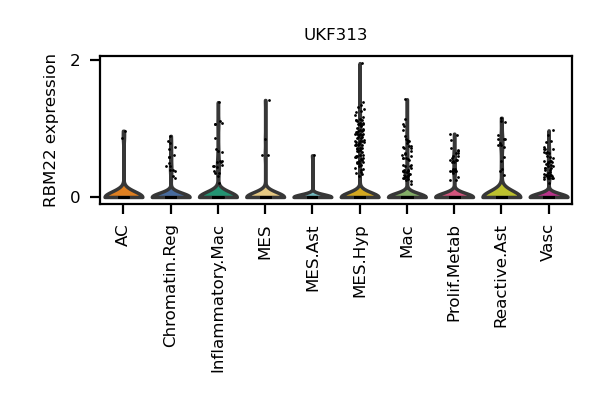 UKF313
RBM22 expression
2
0
AC
Chromatin.Reg
Inflammatory.Mac
MES
MES.Ast
MES.Hyp
Mac
Prolif.Metab
Reactive.Ast
Vasc